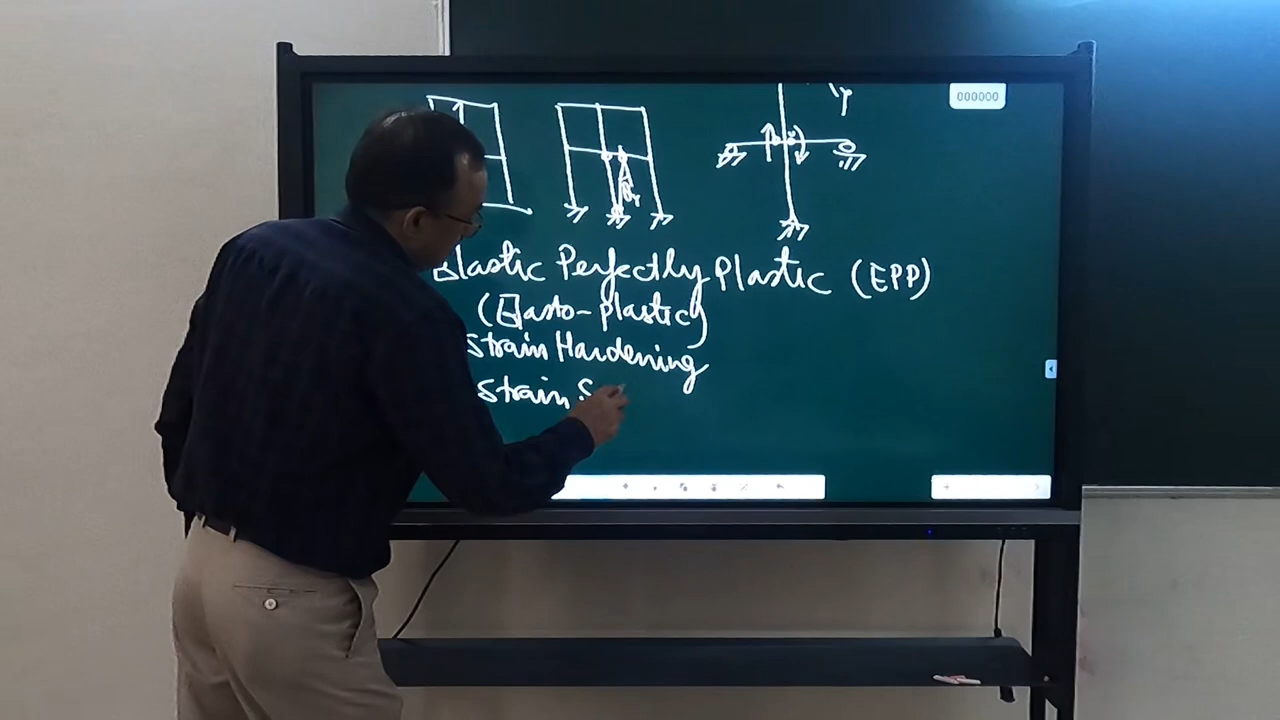 000000
Elastic Perfectly Plastic (EPP)
(Elasto-plastic)
Strain Hardening
Strain S